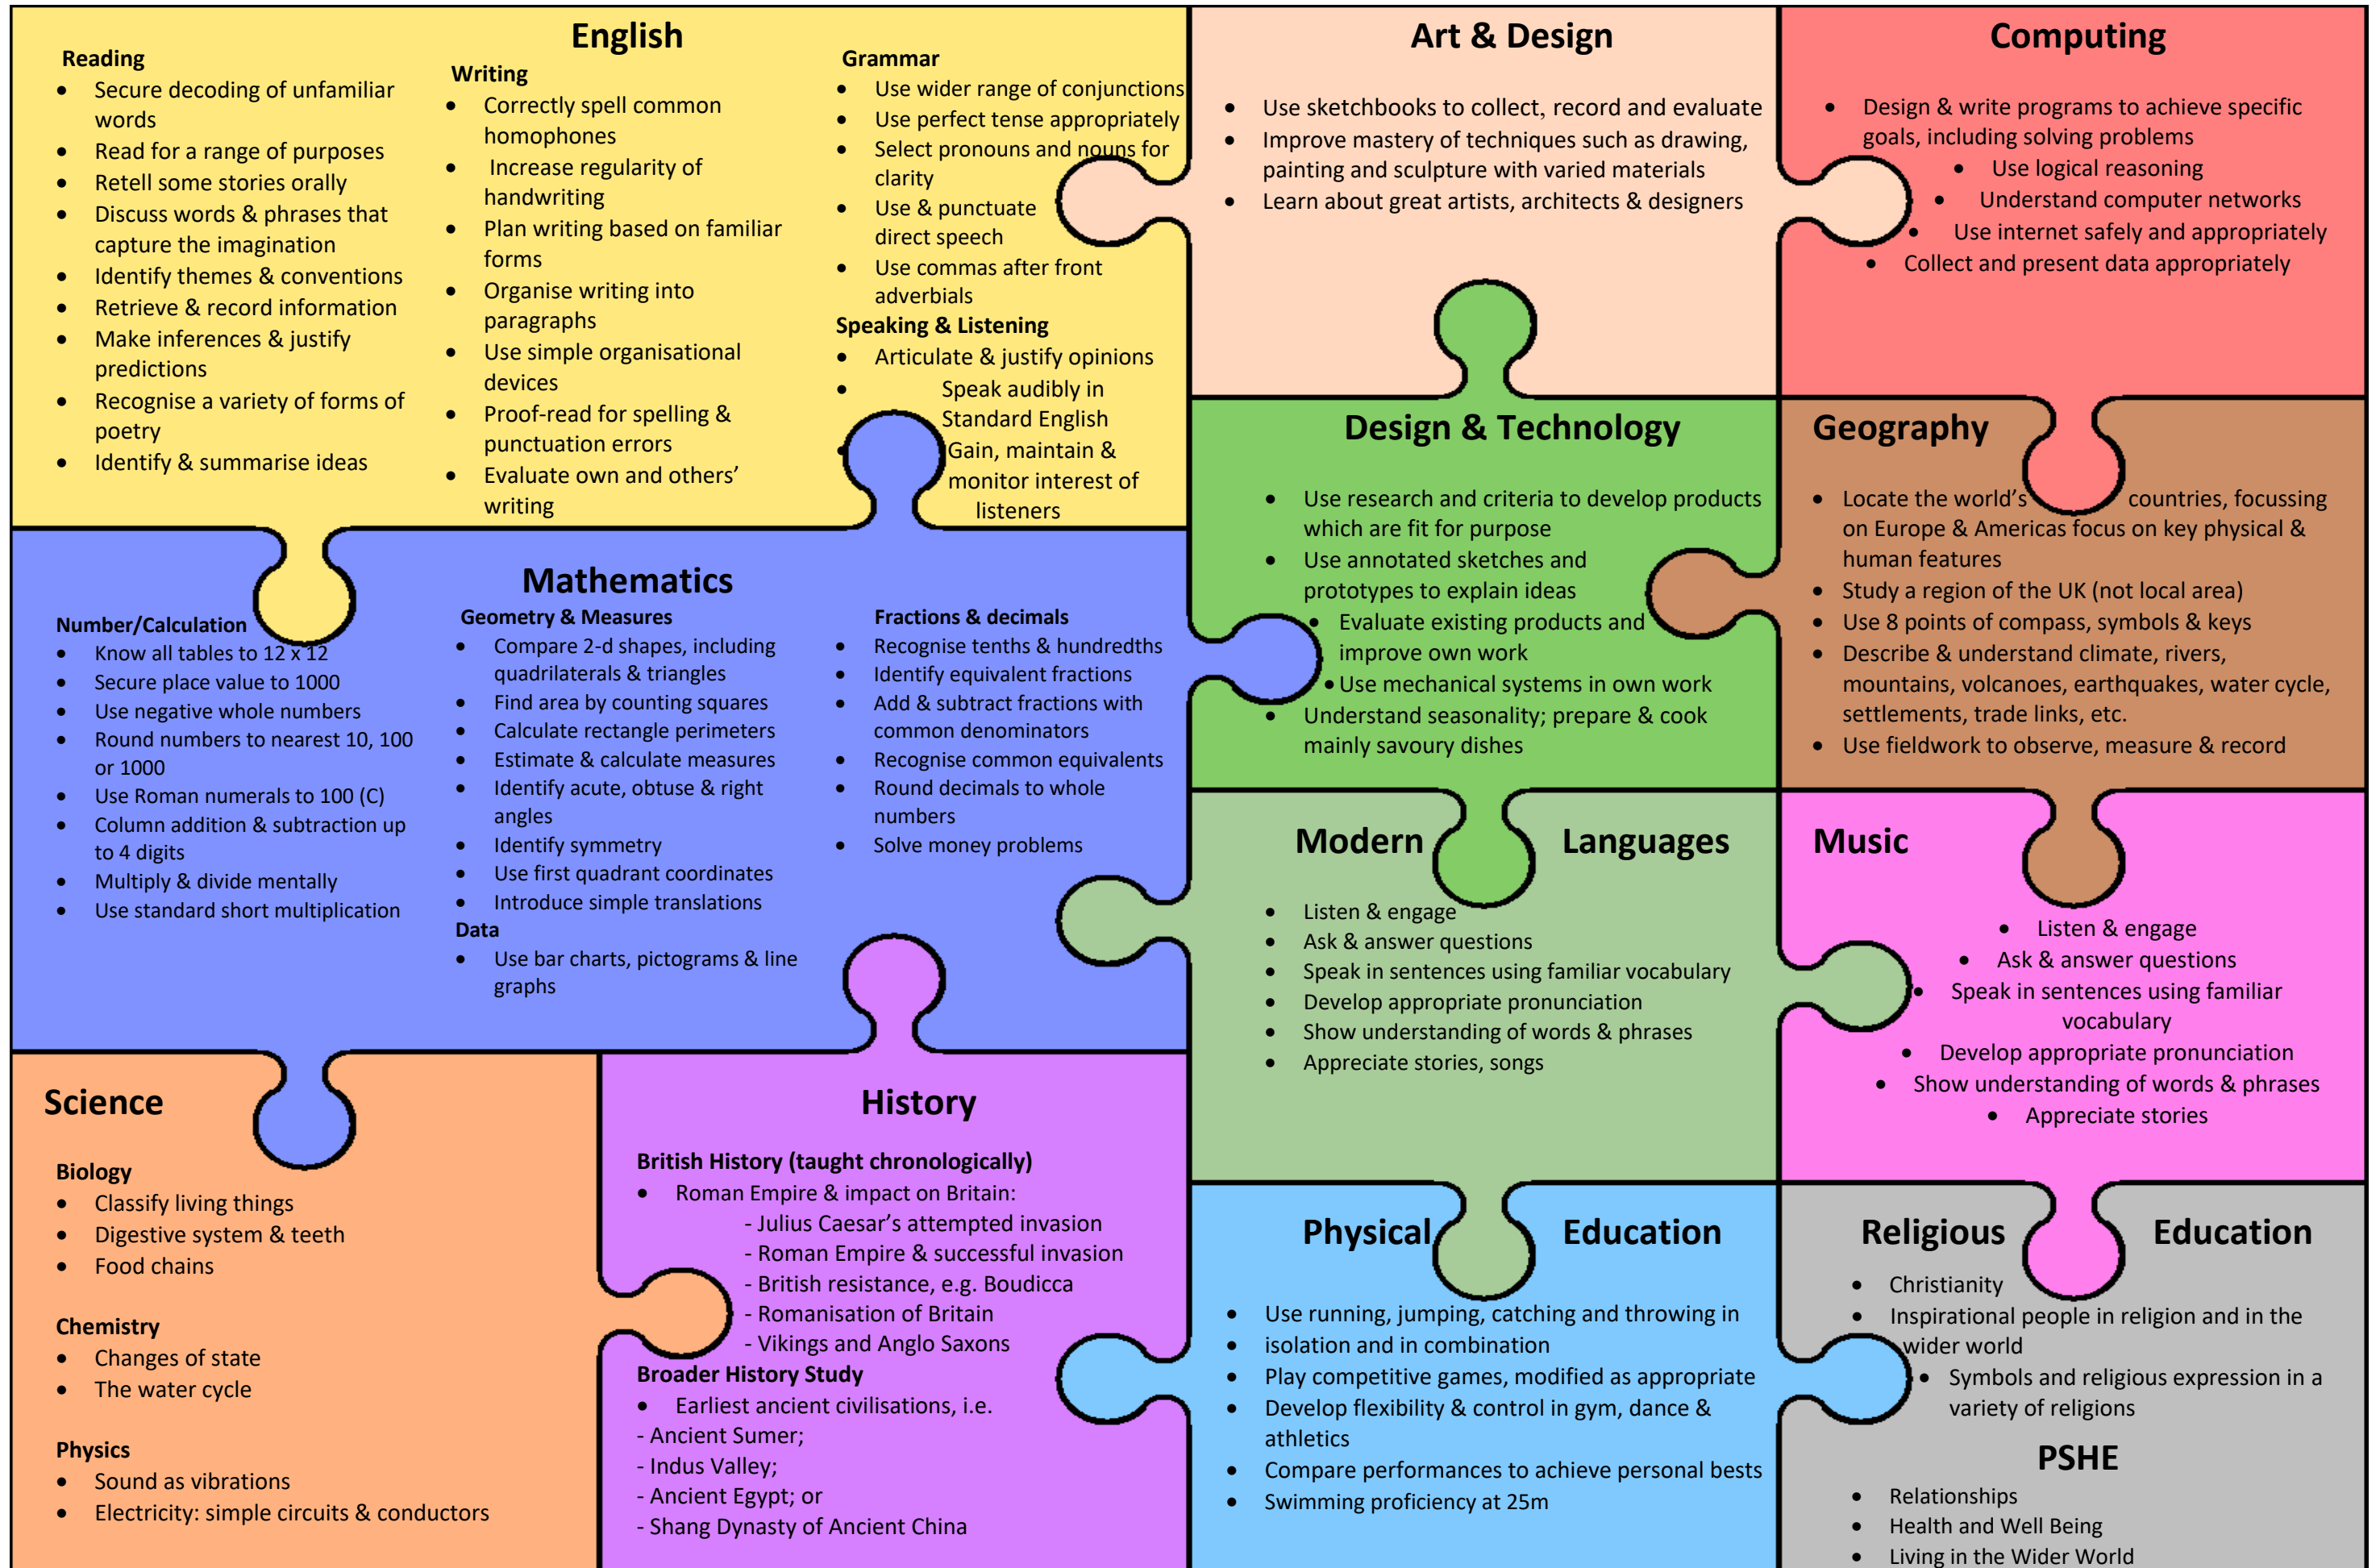 English
Reading
• Secure decoding of unfamiliar
words
• Read for a range of purposes
• Retell some stories orally
• Discuss words & phrases that
capture the imagination
• Identify themes & conventions
• Retrieve & record information
• Make inferences & justify
predictions
• Recognise a variety of forms of
poetry
• Identify & summarise ideas
Writing
• Correctly spell common
homophones
• Increase regularity of
handwriting
• Plan writing based on familiar
forms
• Organise writing into
paragraphs
• Use simple organisational
devices
• Proof-read for spelling &
punctuation errors
• Evaluate own and others’
writing
Grammar
• Use wider range of conjunctions
• Use perfect tense appropriately
• Select pronouns and nouns for
clarity
• Use & punctuate
direct speech
• Use commas after front
adverbials
Speaking & Listening
• Articulate & justify opinions
• Speak audibly in
Standard English
• Gain, maintain &
monitor interest of
listeners
Art & Design
• Use sketchbooks to collect, record and evaluate
• Improve mastery of techniques such as drawing,
painting and sculpture with varied materials
• Learn about great artists, architects & designers
Computing
• Design & write programs to achieve specific
goals, including solving problems
• Use logical reasoning
• Understand computer networks
• Use internet safely and appropriately
• Collect and present data appropriately
Design & Technology
• Use research and criteria to develop products
which are fit for purpose
• Use annotated sketches and
prototypes to explain ideas
• Evaluate existing products and
improve own work
• Use mechanical systems in own work
• Understand seasonality; prepare & cook
mainly savoury dishes
Geography
• Locate the world’s countries, focussing
on Europe & Americas focus on key physical &
human features
• Study a region of the UK (not local area)
• Use 8 points of compass, symbols & keys
• Describe & understand climate, rivers,
mountains, volcanoes, earthquakes, water cycle,
settlements, trade links, etc.
• Use fieldwork to observe, measure & record
Mathematics
Number/Calculation
• Know all tables to 12 x 12
• Secure place value to 1000
• Use negative whole numbers
• Round numbers to nearest 10, 100
or 1000
• Use Roman numerals to 100 (C)
• Column addition & subtraction up
to 4 digits
• Multiply & divide mentally
• Use standard short multiplication
Geometry & Measures
• Compare 2-d shapes, including
quadrilaterals & triangles
• Find area by counting squares
• Calculate rectangle perimeters
• Estimate & calculate measures
• Identify acute, obtuse & right
angles
• Identify symmetry
• Use first quadrant coordinates
• Introduce simple translations
Data
• Use bar charts, pictograms & line
graphs
Fractions & decimals
• Recognise tenths & hundredths
• Identify equivalent fractions
• Add & subtract fractions with
common denominators
• Recognise common equivalents
• Round decimals to whole
numbers
• Solve money problems
Modern Languages
• Listen & engage
• Ask & answer questions
• Speak in sentences using familiar vocabulary
• Develop appropriate pronunciation
• Show understanding of words & phrases
• Appreciate stories, songs
Music
• Listen & engage
• Ask & answer questions
• Speak in sentences using familiar
vocabulary
• Develop appropriate pronunciation
• Show understanding of words & phrases
• Appreciate stories
Science
Biology
• Classify living things
• Digestive system & teeth
• Food chains
Chemistry
• Changes of state
• The water cycle
Physics
• Sound as vibrations
• Electricity: simple circuits & conductors
History
British History (taught chronologically)
• Roman Empire & impact on Britain:
- Julius Caesar’s attempted invasion
- Roman Empire & successful invasion
- British resistance, e.g. Boudicca
- Romanisation of Britain
- Vikings and Anglo Saxons
Broader History Study
• Earliest ancient civilisations, i.e.
- Ancient Sumer;
- Indus Valley;
- Ancient Egypt; or
- Shang Dynasty of Ancient China
Physical Education
• Use running, jumping, catching and throwing in
• isolation and in combination
• Play competitive games, modified as appropriate
• Develop flexibility & control in gym, dance &
athletics
• Compare performances to achieve personal bests
• Swimming proficiency at 25m
Religious Education
• Christianity
• Inspirational people in religion and in the
wider world
• Symbols and religious expression in a
variety of religions
PSHE
• Relationships
• Health and Well Being
• Living in the Wider World